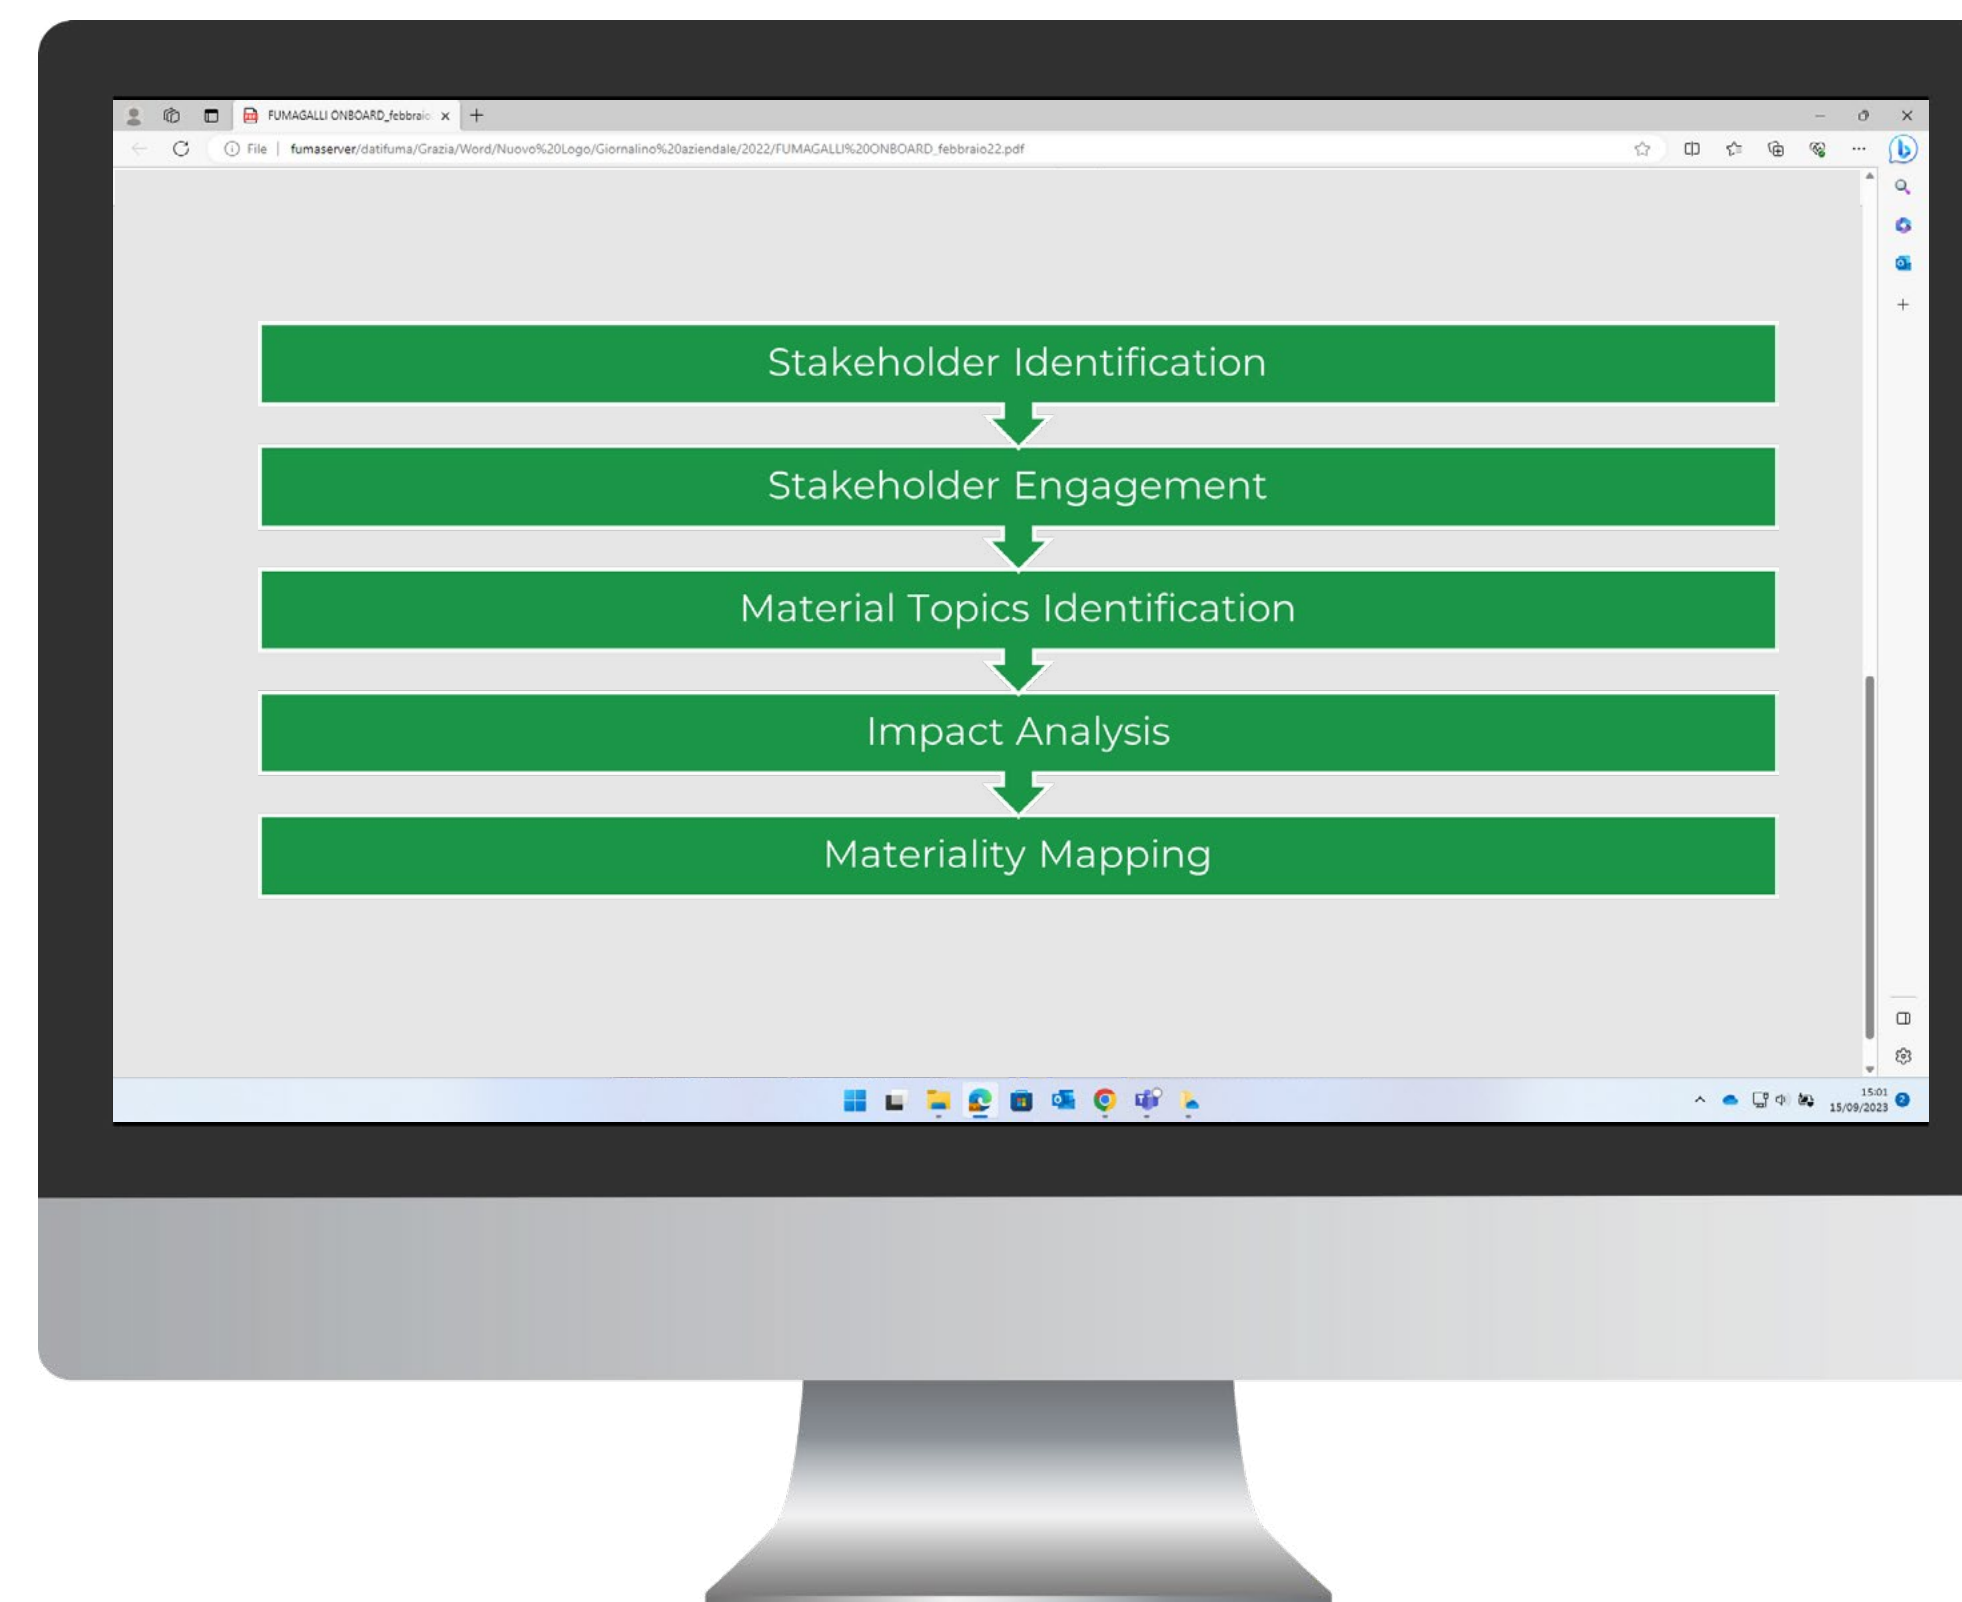 FUMAGALLI ONBOARD_febbraio
File | fumaserver/datifuma/Grazia/Word/Nuovo%20Logo/Giornalino%20aziendale/2022/FUMAGALLI%20ONBOARD_febbraio22.pdf
Stakeholder Identification
Stakeholder Engagement
Material Topics Identification
Impact Analysis
Materiality Mapping
15:01
15/09/2023
2